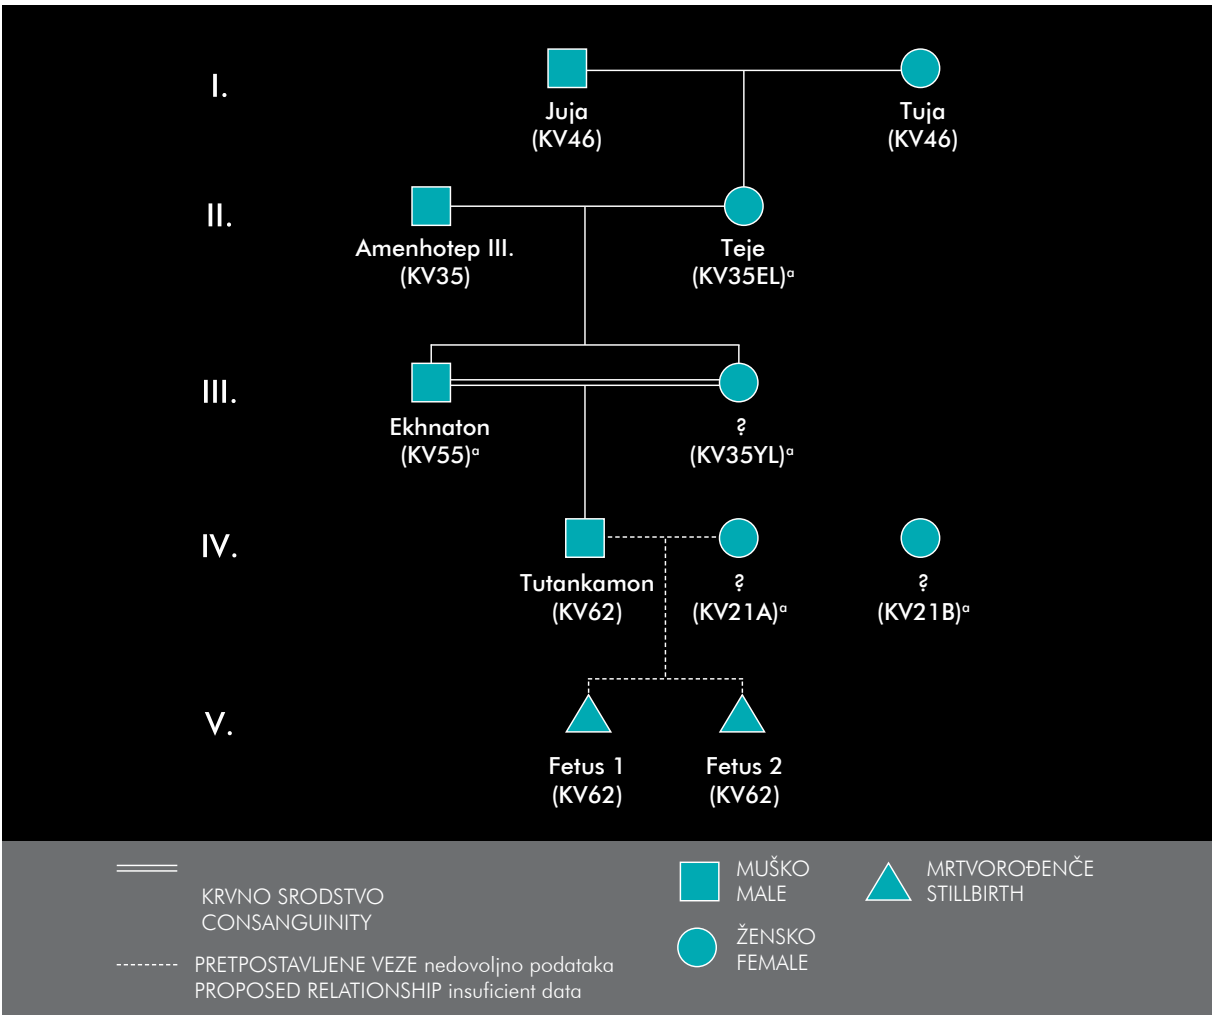 I.
Juja
(KV46)
Tuja
(KV46)
II.
Amenhotep III.
(KV35)
Teje
(KV35EL)ᵅ
III.
Ekhnaton
(KV55)ᵅ
?
(KV35YL)ᵅ
IV.
Tutankamon
(KV62)
?
(KV21A)ᵅ
?
(KV21B)ᵅ
V.
Fetus 1
(KV62)
Fetus 2
(KV62)
KRVNO SRODSTVO
CONSANGUINITY
PRETPOSTAVLJENE VEZE nedovoljno podataka
PROPOSED RELATIONSHIP insuficient data
MUŠKO
MALE
ŽENSKO
FEMALE
MRTVOROĐENČE
STILLBIRTH